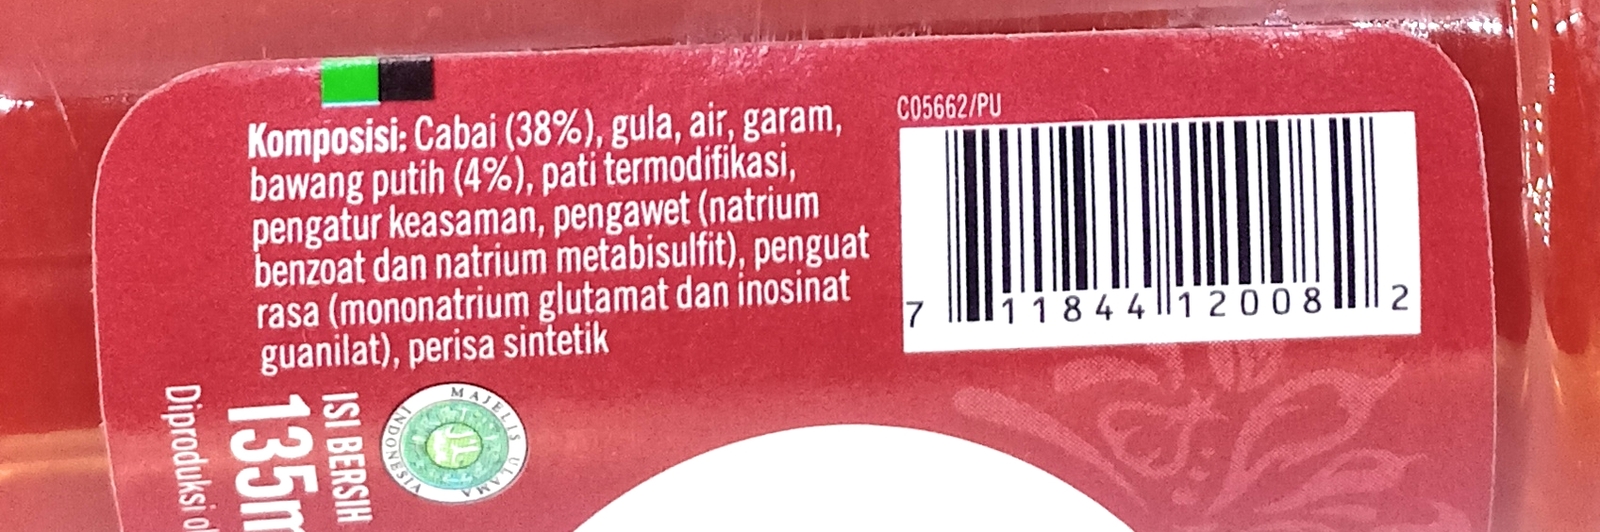 Komposisi: Cabai (38%), gula, air, garam,
bawang putih (4%), pati termodifikasi,
pengatur keasaman, pengawet (natrium
benzoat dan natrium metabisulfit), penguat
rasa (mononatrium glutamat dan inosinat
guanilat), perisa sintetik
C05662/PU
7 11844 12008 2
MAJELIS ULAMA
INDONESIA
ISI BERSIH
135m
Diproduksi